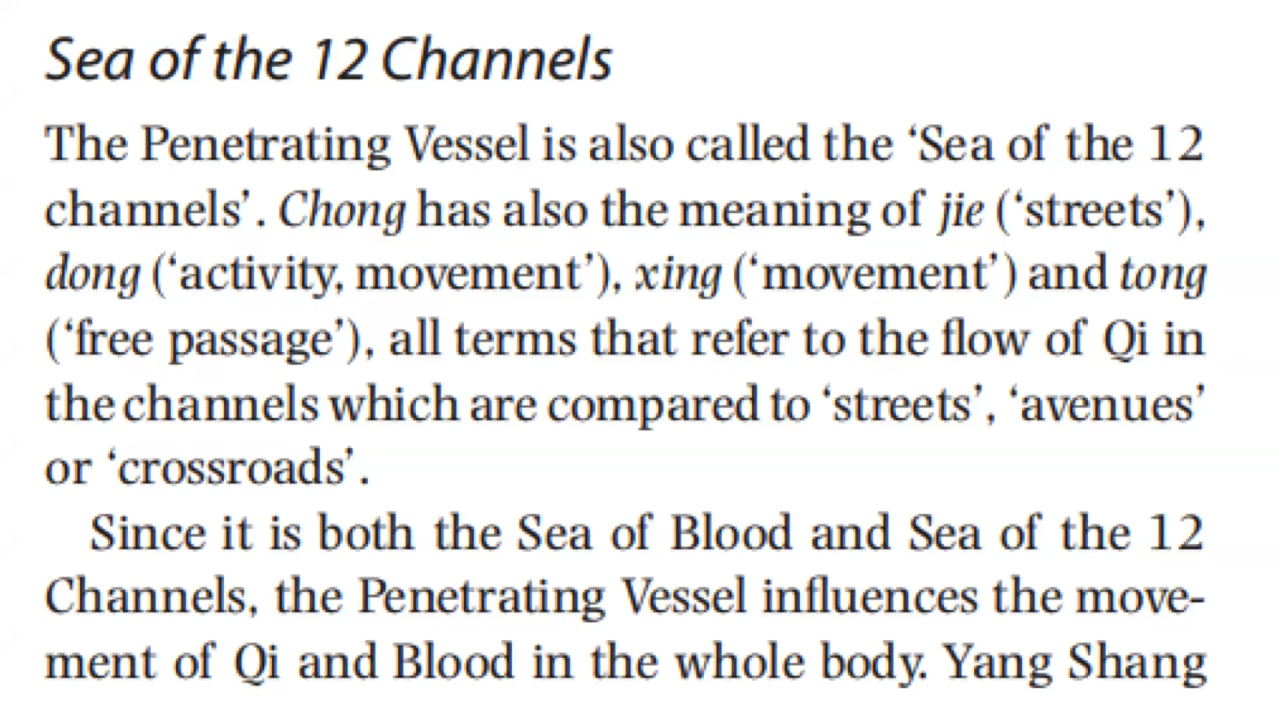 Sea of the 12 Channels
The Penetrating Vessel is also called the ‘Sea of the 12
channels’. Chong has also the meaning of jie (‘streets’),
dong (‘activity, movement’), xing (‘movement’) and tong
(‘free passage’), all terms that refer to the flow of Qi in
the channels which are compared to ‘streets’, ‘avenues’
or ‘crossroads’.
Since it is both the Sea of Blood and Sea of the 12
Channels, the Penetrating Vessel influences the move-
ment of Qi and Blood in the whole body. Yang Shang